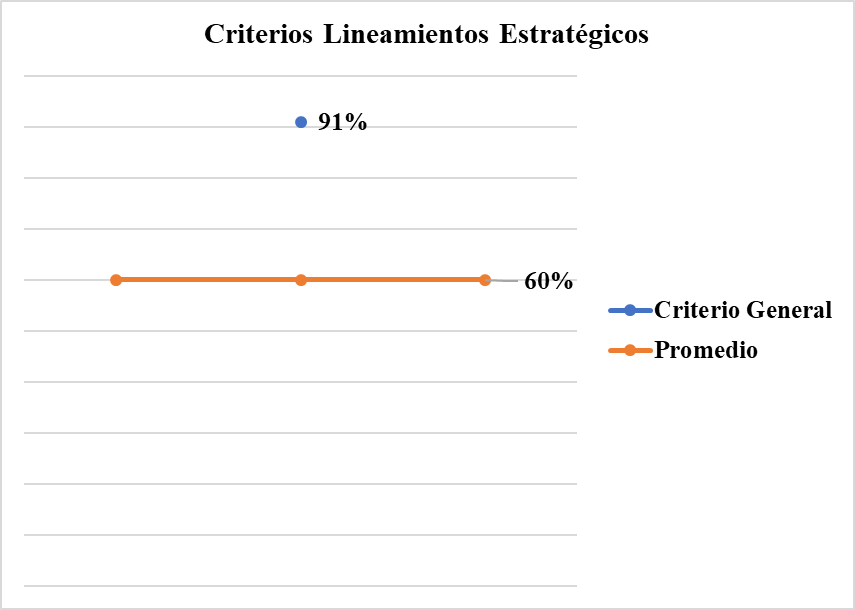 Criterios Lineamientos Estratégicos
91%
60%
Criterio General
Promedio